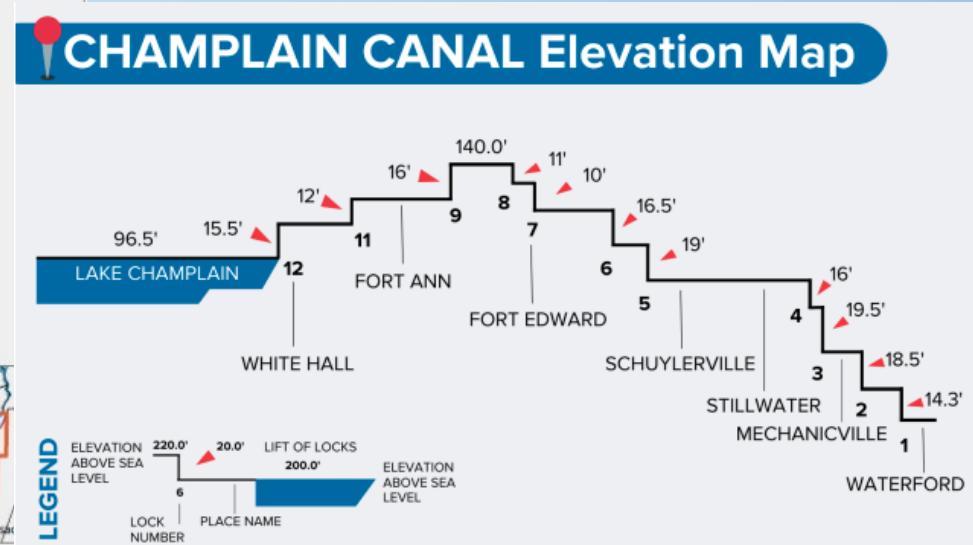 CHAMPLAIN CANAL Elevation Map
140.0'
16'
11'
10'
12'
8
16.5'
9
15.5'
7
96.5'
11
19'
LAKE CHAMPLAIN
12
6
16'
FORT ANN
5
4
19.5'
FORT EDWARD
WHITE HALL
SCHUYLERVILLE
18.5'
3
STILLWATER
2
14.3'
MECHANICVILLE
1
WATERFORD
LEGEND
ELEVATION
ABOVE SEA
LEVEL
220.0'
20.0'
LIFT OF LOCKS
200.0'
ELEVATION
ABOVE SEA
LEVEL
6
LOCK
NUMBER
PLACE NAME